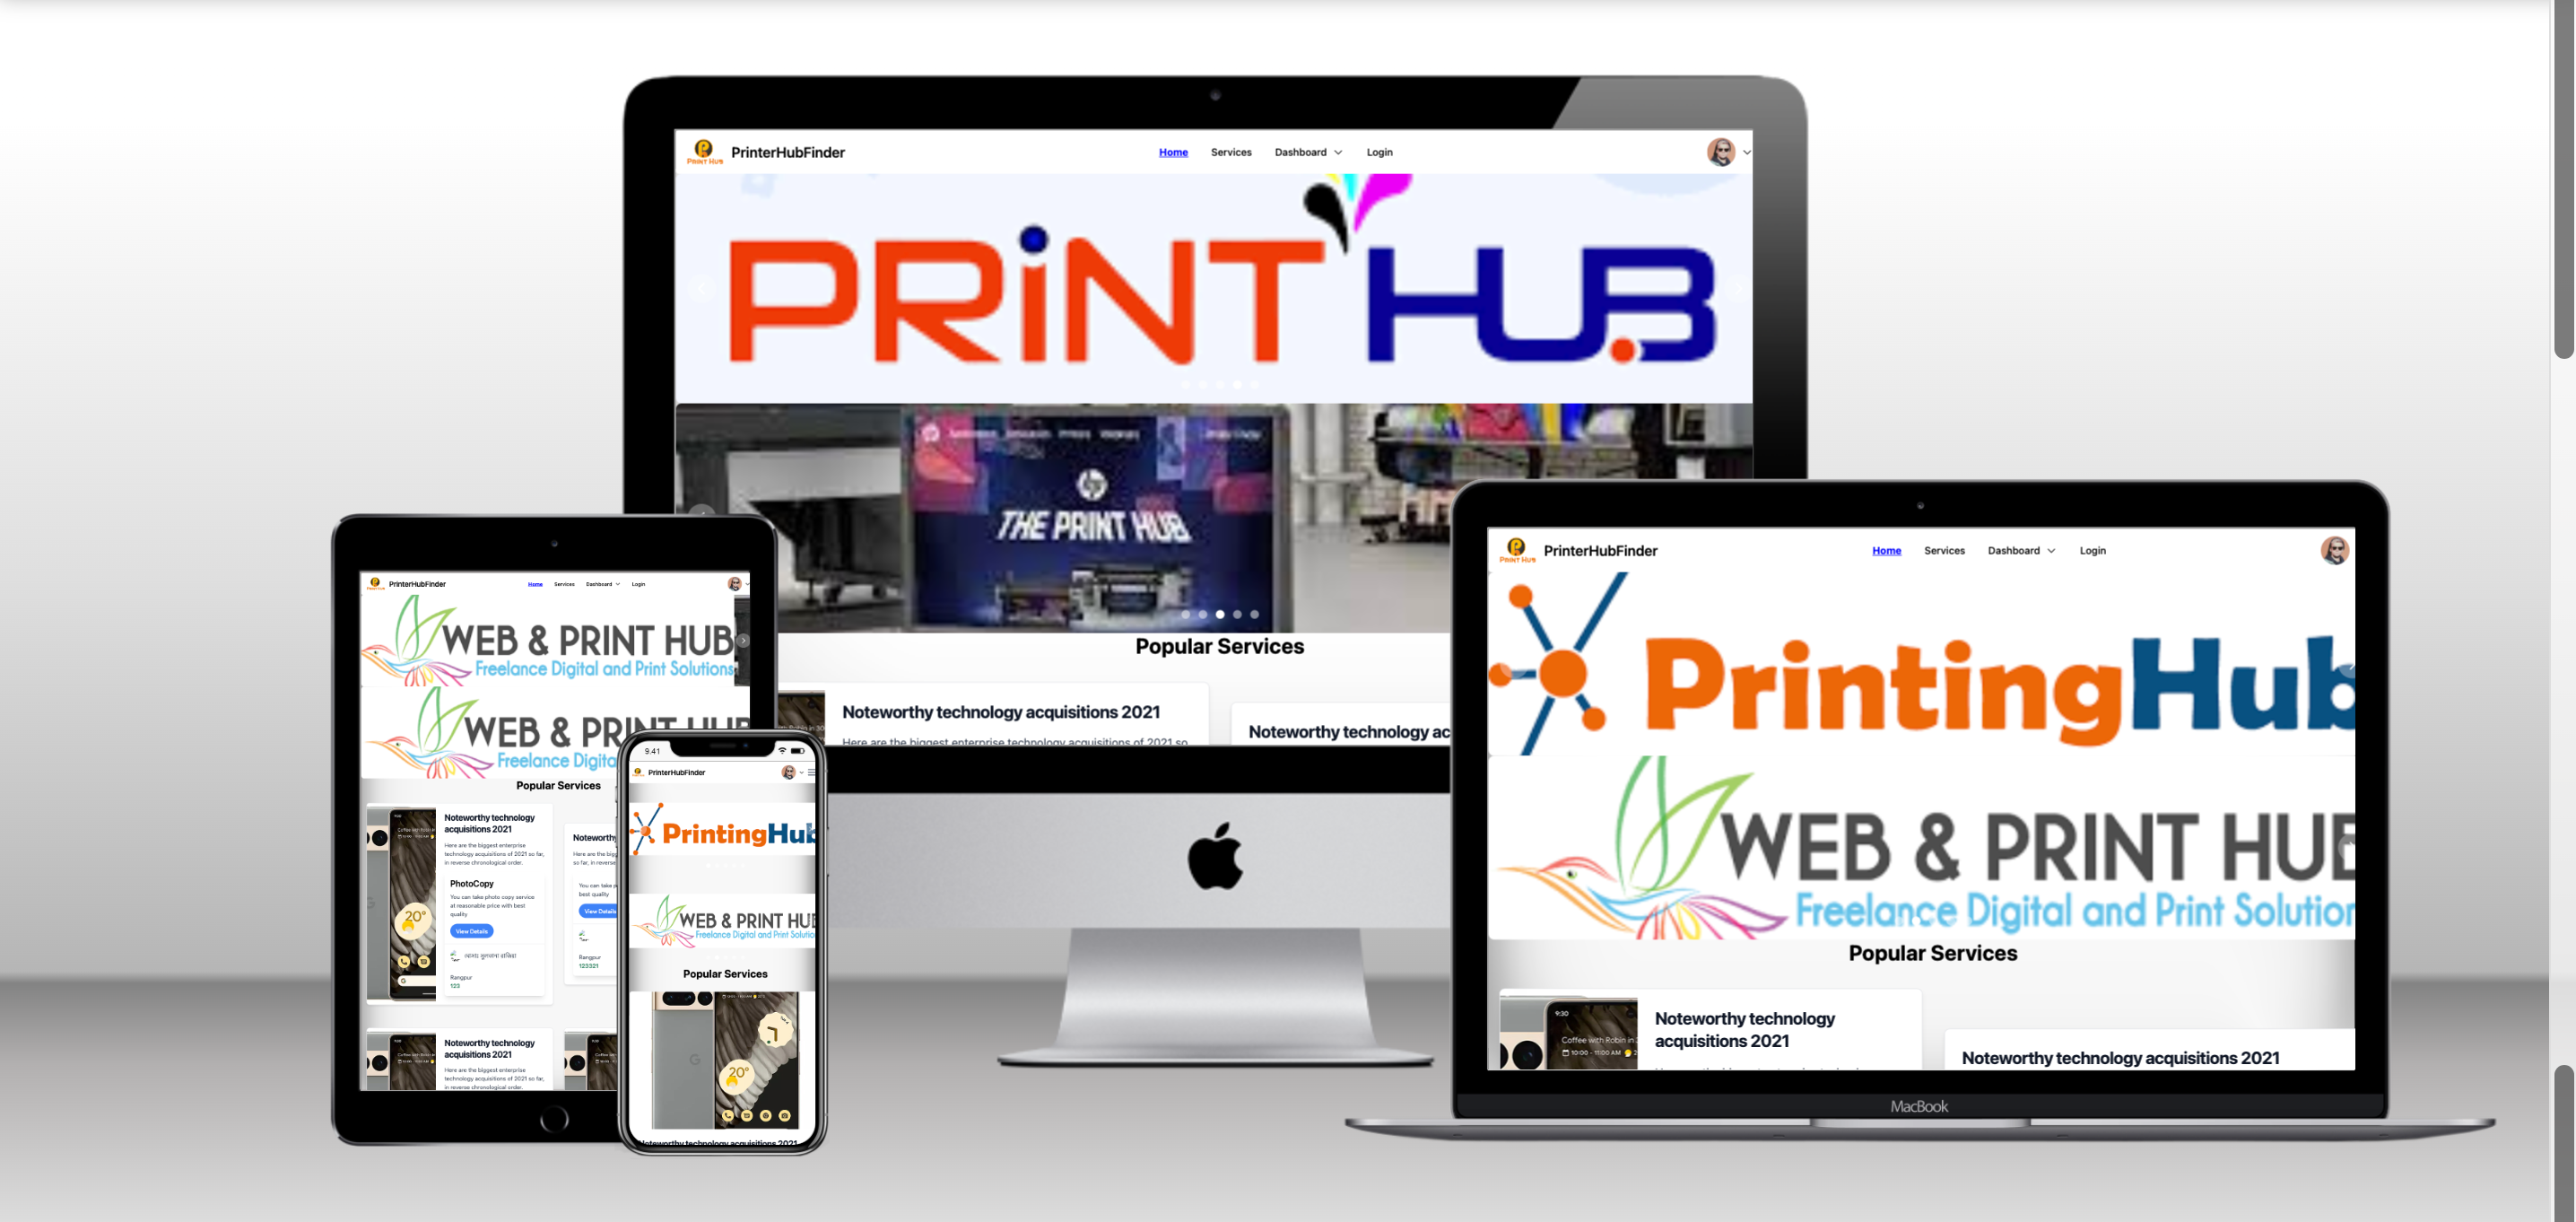 PRINT HUB
PrinterHubFinder
Home
Services
Dashboard
Login
PRiNT HUB
THE PRINT HUB
Popular Services
Noteworthy technology acquisitions 2021
Here are the biggest enterprise technology acquisitions of 2021 so
Noteworthy technology ac
PrinterHubFinder
Home
Services
Dashboard
Login
WEB & PRINT HUB
Freelance Digital and Print Solutions
WEB & PRINT HUB
Freelance Digita
Popular Services
Noteworthy technology
acquisitions 2021
Here are the biggest enterprise
technology acquisitions of 2021 so far,
in reverse chronological order.
PhotoCopy
You can take photo copy service
at reasonable price with best
quality
View Details
20°
Rangpur
123
Noteworthy
Here are the bigg
so far, in reverse
You can take p
best quality
View Details
Rangpur
123321
Noteworthy technology
acquisitions 2021
Here are the biggest enterprise
technology acquisitions of 2021 so far,
in reverse chronological order.
9.41
PrinterHubFinder
PrintingHub
WEB & PRINT HUB
Freelance Digital and Print Solutio
Popular Services
G
20°
Noteworthy technology acquisitions 2021
PRINT HUB
PrinterHubFinder
Home
Services
Dashboard
Login
PrintingHub
WEB & PRINT HUB
Freelance Digital and Print Solution
Popular Services
9:30
Coffee with Robin in
10:00 - 11:00 AM
Noteworthy technology
acquisitions 2021
Noteworthy technology acquisitions 2021
MacBook